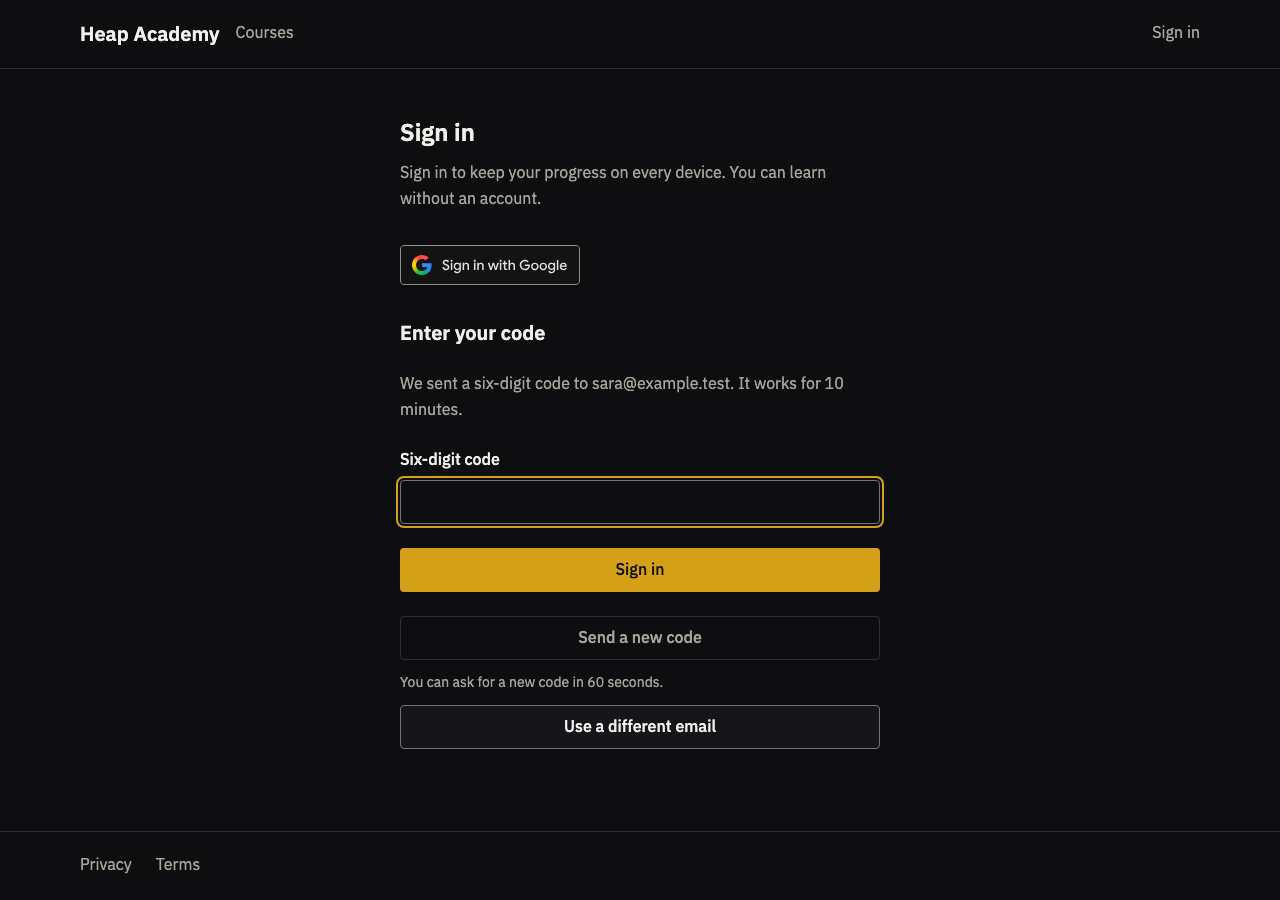 Heap Academy
Courses
Sign in
Sign in
Sign in to keep your progress on every device. You can learn
without an account.
Sign in with Google
Enter your code
We sent a six-digit code to sara@example.test. It works for 10
minutes.
Six-digit code
Sign in
Send a new code
You can ask for a new code in 60 seconds.
Use a different email
Privacy
Terms